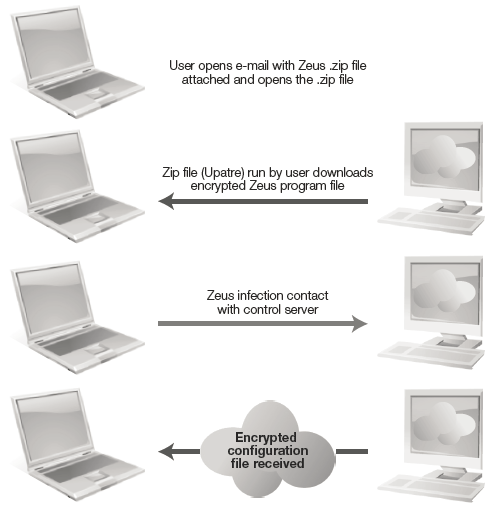 User opens e-mail with Zeus .zip file
attached and opens the .zip file
Zip file (Upatre) run by user downloads
encrypted Zeus program file
Zeus infection contact
with control server
Encrypted
configuration
file received